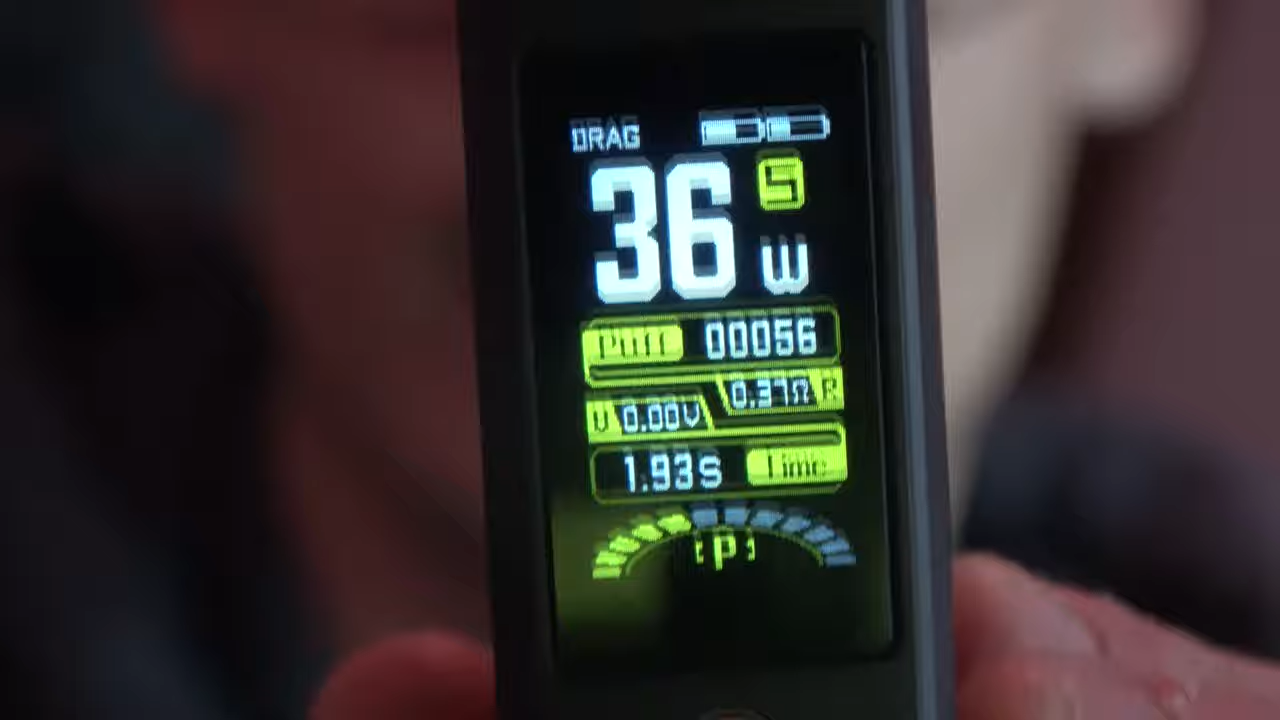 DRAG
36 S
W
Puff 00056
0.37Ω R
V 0.00V
1.93S Time
P